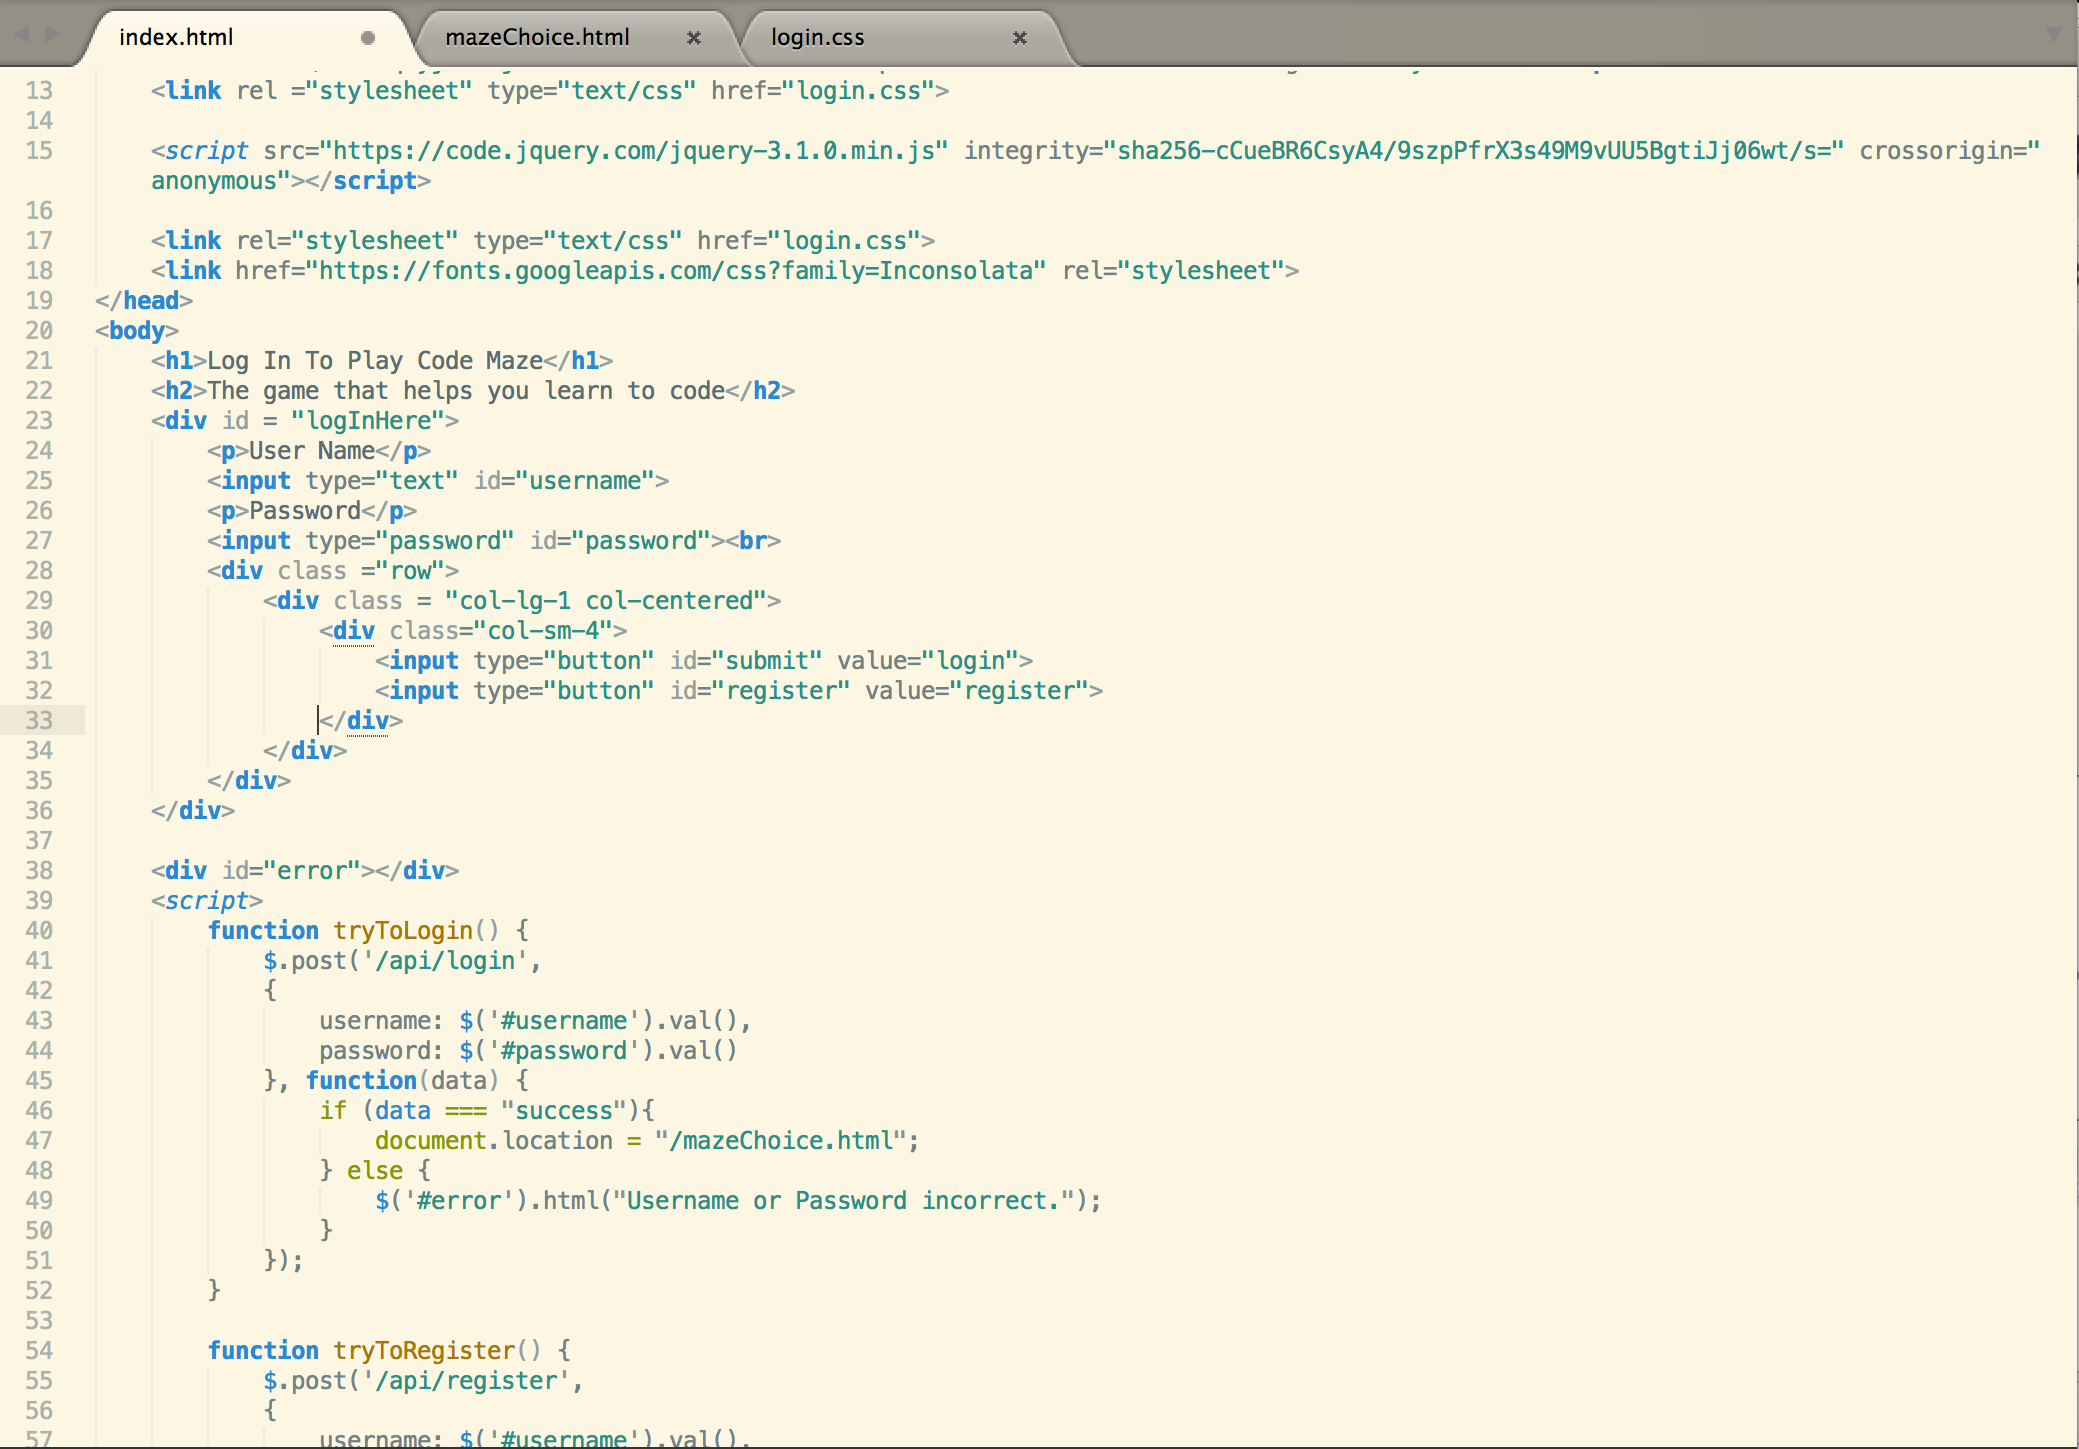 index.html
mazeChoice.html
login.css
13 <link rel ="stylesheet" type="text/css" href="login.css">
14
15 <script src="https://code.jquery.com/jquery-3.1.0.min.js" integrity="sha256-cCueBR6CsyA4/9szpPfrX3s49M9vUU5BgtiJj06wt/s=" crossorigin="
anonymous"></script>
16
17 <link rel="stylesheet" type="text/css" href="login.css">
18 <link href="https://fonts.googleapis.com/css?family=Inconsolata" rel="stylesheet">
19 </head>
20 <body>
21 <h1>Log In To Play Code Maze</h1>
22 <h2>The game that helps you learn to code</h2>
23 <div id = "logInHere">
24 <p>User Name</p>
25 <input type="text" id="username">
26 <p>Password</p>
27 <input type="password" id="password"><br>
28 <div class ="row">
29 <div class = "col-lg-1 col-centered">
30 <div class="col-sm-4">
31 <input type="button" id="submit" value="login">
32 <input type="button" id="register" value="register">
33 </div>
34 </div>
35 </div>
36 </div>
37
38 <div id="error"></div>
39 <script>
40 function tryToLogin() {
41 $.post('/api/login',
42 {
43 username: $('#username').val(),
44 password: $('#password').val()
45 }, function(data) {
46 if (data === "success"){
47 document.location = "/mazeChoice.html";
48 } else {
49 $('#error').html("Username or Password incorrect.");
50 }
51 });
52 }
53
54 function tryToRegister() {
55 $.post('/api/register',
56 {
57 username: $('#username').val(),